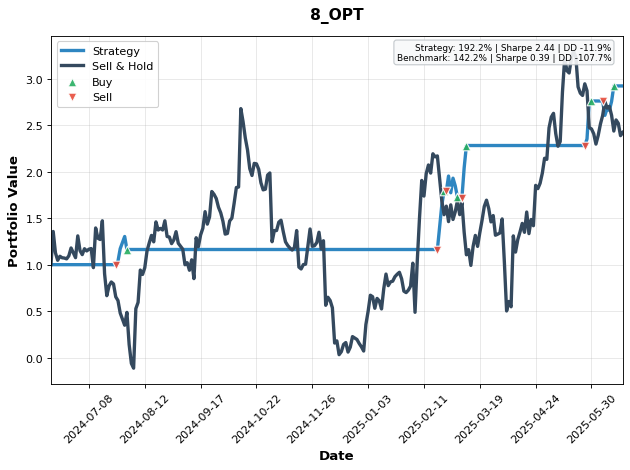 8_OPT
Strategy: 192.2% | Sharpe 2.44 | DD -11.9%
Benchmark: 142.2% | Sharpe 0.39 | DD -107.7%
Strategy
Sell & Hold
Buy
Sell
Portfolio Value
3.0
2.5
2.0
1.5
1.0
0.5
0.0
2024-07-08
2024-08-12
2024-09-17
2024-10-22
2024-11-26
2025-01-03
2025-02-11
2025-03-19
2025-04-24
2025-05-30
Date